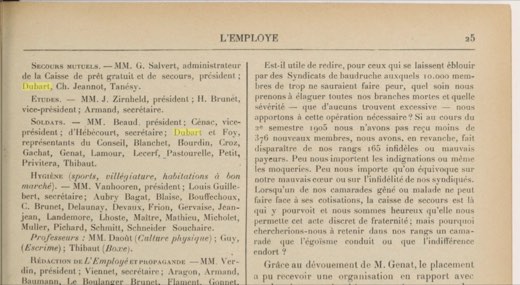 L'EMPLOYE
25
SECOURS MUTUELS. — MM. G. Salvert, administrateur
de la Caisse de prêt gratuit et de secours, président ;
Dubart, Ch. Jeannot, Tanésy.
ETUDES. — MM. J. Zirnheld, président ; H. Brunét,
vice-président ; Armand, secrétaire.
SOLDATS. — MM. Beaud, président ; Cénac, vice-
président ; d'Hébecourt, secrétaire ; Dubart et Foy,
représentants du Conseil, Blanchet, Bourdin, Croz,
Gachat, Genat, Lamour, Lecerf, Pastourelle, Petit,
Privitera, Thibaut.
HYGIÈNE (sports, villégiature, habitations à bon
marché). — MM. Vanhooren, président ; Louis Guille-
bert, secrétaire ; Aubry Bagat, Blaise, Bouffechoux,
C. Brunet, Delaunay, Devaux, Frion, Gervaise, Jean-
jean, Landemore, Lhoste, Maître, Mathieu, Micholet,
Muller, Pichard, Schmitt, Schneider Souchaire.
Professeurs : MM. Daoût (Culture physique) ; Guy,
(Escrime) ; Thibaut (Boxe).
RÉDACTION DE L'Employé ET PROPAGANDE — MM. Ver-
din, président ; Viennet, secrétaire ; Aragon, Armand,
Baumann, Le Boulanger Brunet, Flament, Gonnet,
Est-il utile de redire, pour ceux qui se laissent éblouir
par des Syndicats de baudruche auxquels 10.000 mem-
bres de trop ne sauraient faire peur, quel soin nous
prenons à élaguer toutes nos branches mortes et quelle
sévérité — que d'aucuns trouvent excessive — nous
apportons à cette opération nécessaire ? Si au cours du
2e semestre 1905 nous n'avons pas reçu moins de
376 nouveaux membres, nous avons, en revanche, fait
disparaître de nos rangs 165 infidèles ou mauvais
payeurs. Peu nous importent les indignations ou même
les moqueries. Peu nous importe qu'on équivoque sur
notre mauvais cœur ou sur l'infidélité de nos syndiqués.
Lorsqu'un de nos camarades gêné ou malade ne peut
faire face à ses cotisations, la caisse de secours est là
qui y pourvoit et nous sommes heureux qu'elle nous
permette cet acte discret de fraternité ; mais pourquoi
chercherions-nous à retenir dans nos rangs un cama-
rade que l'égoïsme conduit ou que l'indifférence
endort ?
Grâce au dévouement de M. Genat, le placement
a pu recevoir une organisation en rapport avec